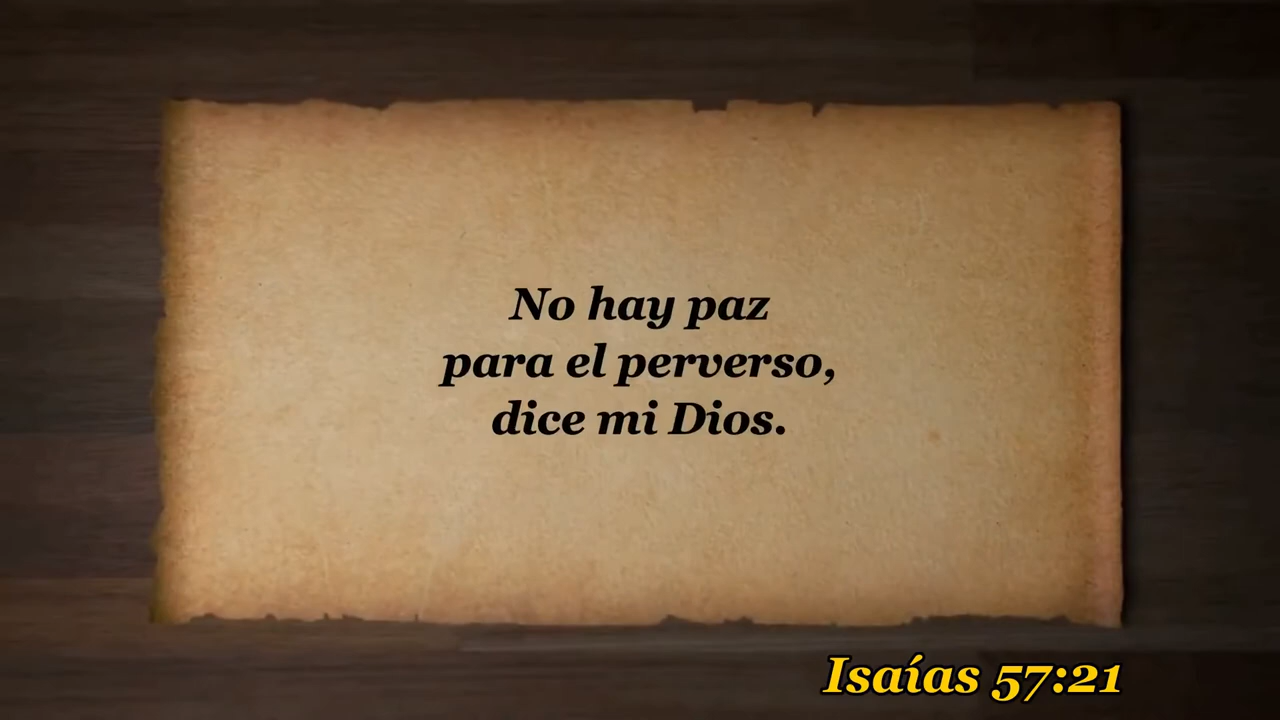 No hay paz
para el perverso,
dice mi Dios.
Isaías 57:21